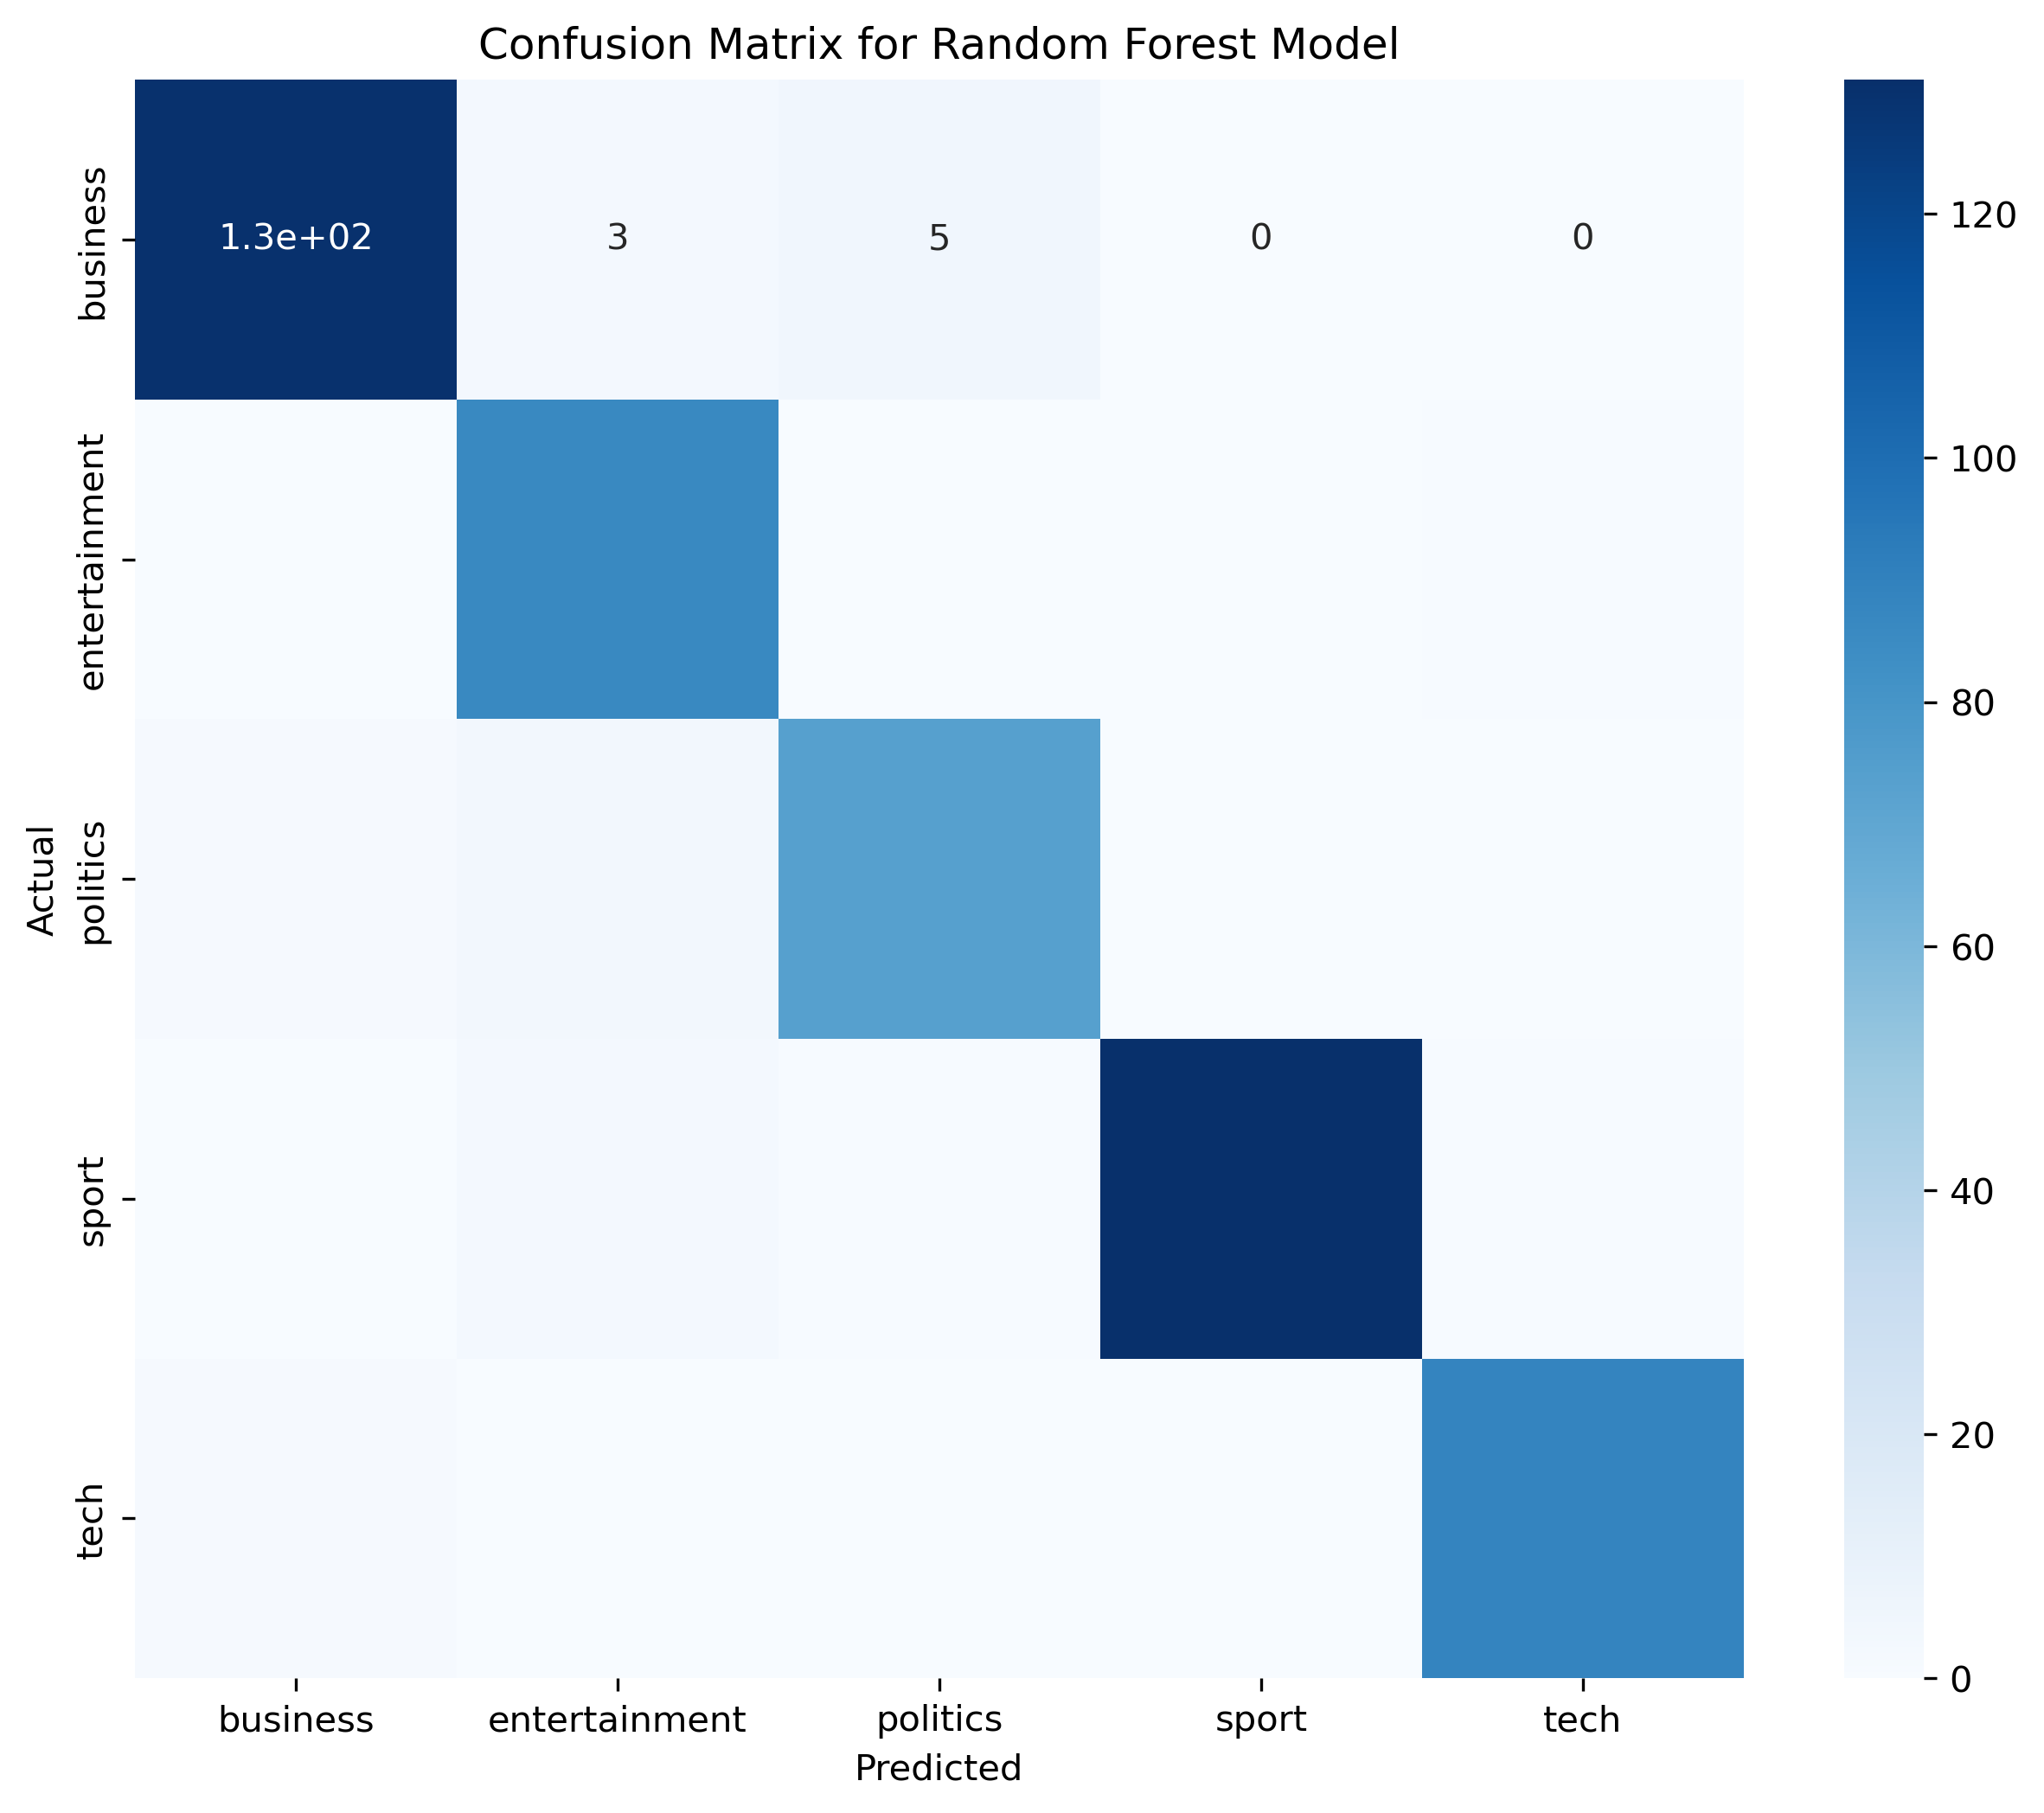 Confusion Matrix for Random Forest Model
business
1.3e+02 3 5 0 0
entertainment
politics
sport
tech
Actual
business entertainment politics sport tech
Predicted
120
100
80
60
40
20
0